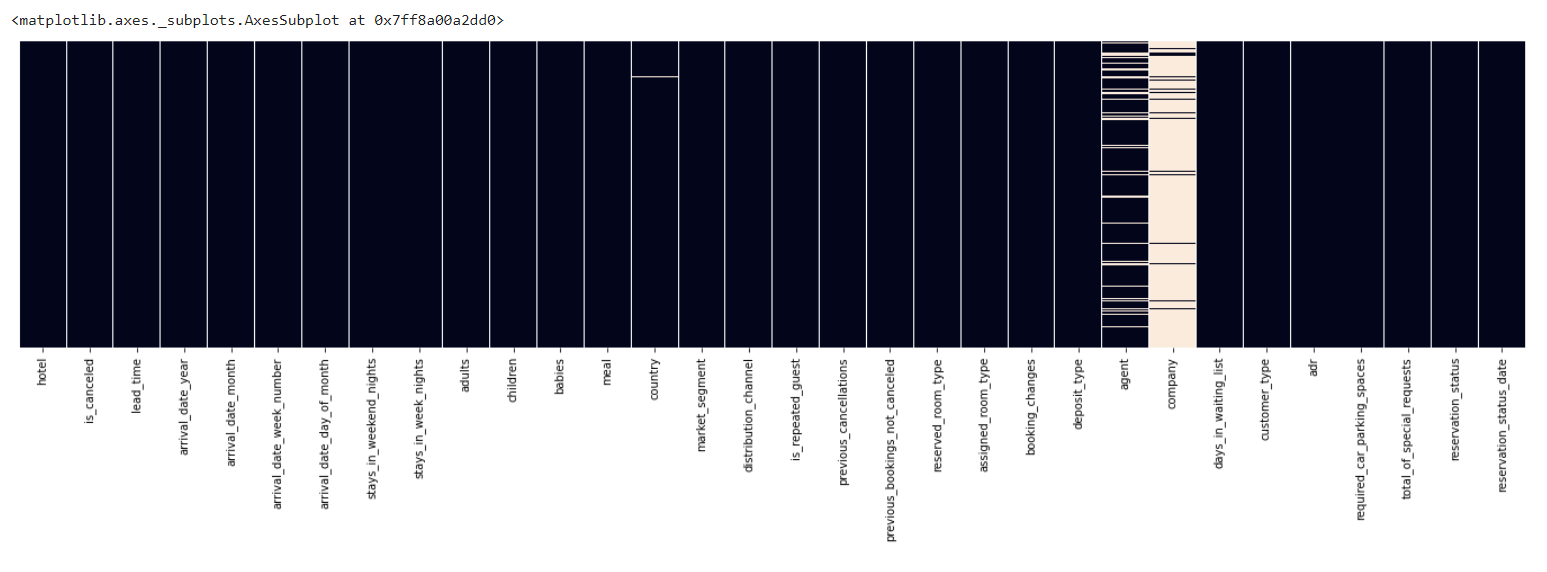 <matplotlib.axes._subplots.AxesSubplot at 0x7ff8a00a2dd0>
hotel
is_canceled
lead_time
arrival_date_year
arrival_date_month
arrival_date_week_number
arrival_date_day_of_month
stays_in_weekend_nights
stays_in_week_nights
adults
children
babies
meal
country
market_segment
distribution_channel
is_repeated_guest
previous_cancellations
previous_bookings_not_canceled
reserved_room_type
assigned_room_type
booking_changes
deposit_type
agent
company
days_in_waiting_list
customer_type
adr
required_car_parking_spaces
total_of_special_requests
reservation_status
reservation_status_date